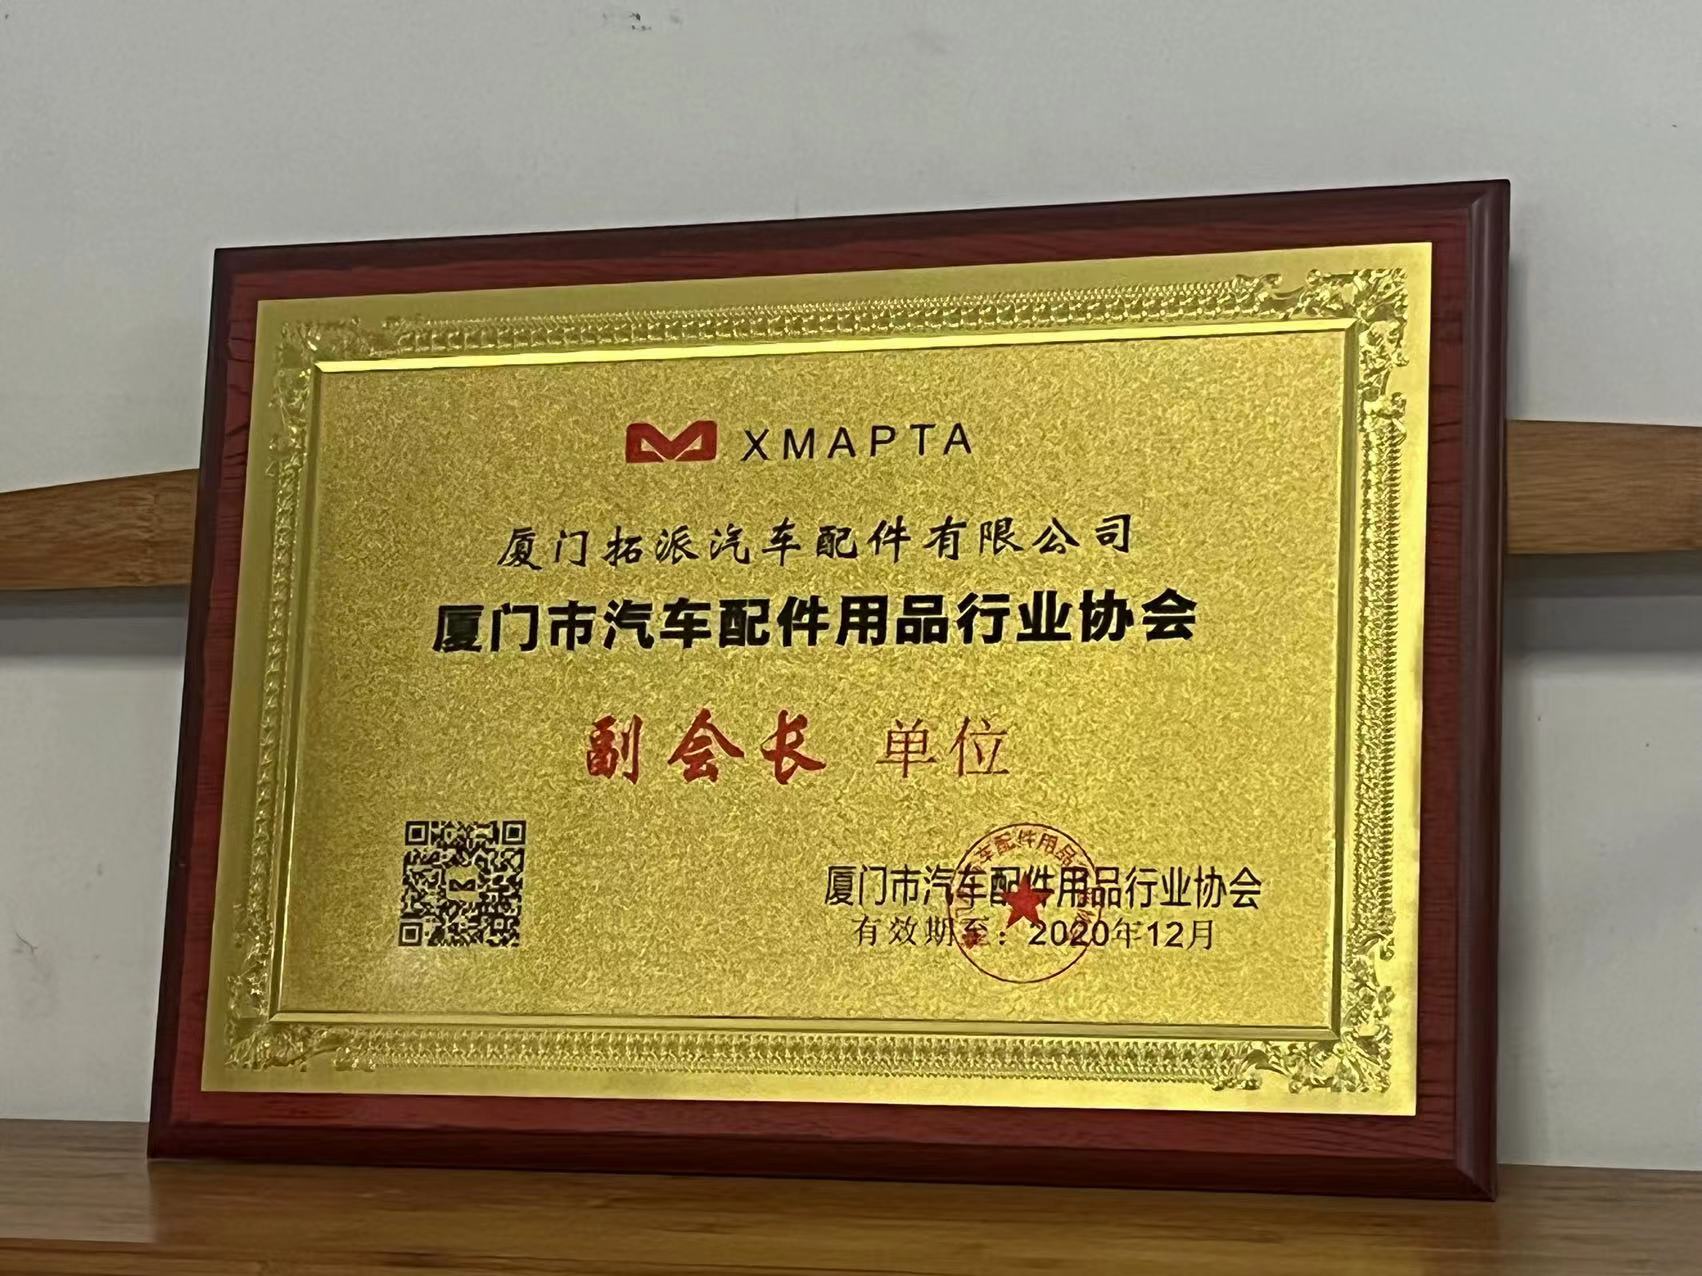 XMAPTA
厦门拓派汽车配件有限公司
厦门市汽车配件用品行业协会
副会长 单位
厦门市汽车配件用品行业协会
有效期至：2020年12月